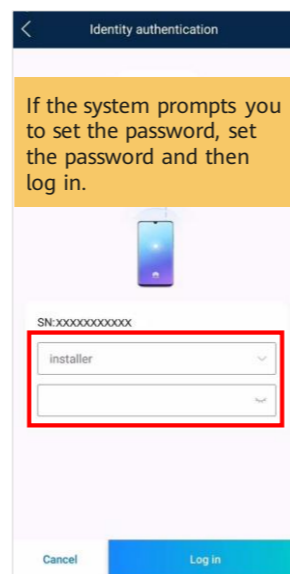 Identity authentication
If the system prompts you
to set the password, set
the password and then
log in.
SN:XXXXXXXXXXX
installer
Cancel
Log in